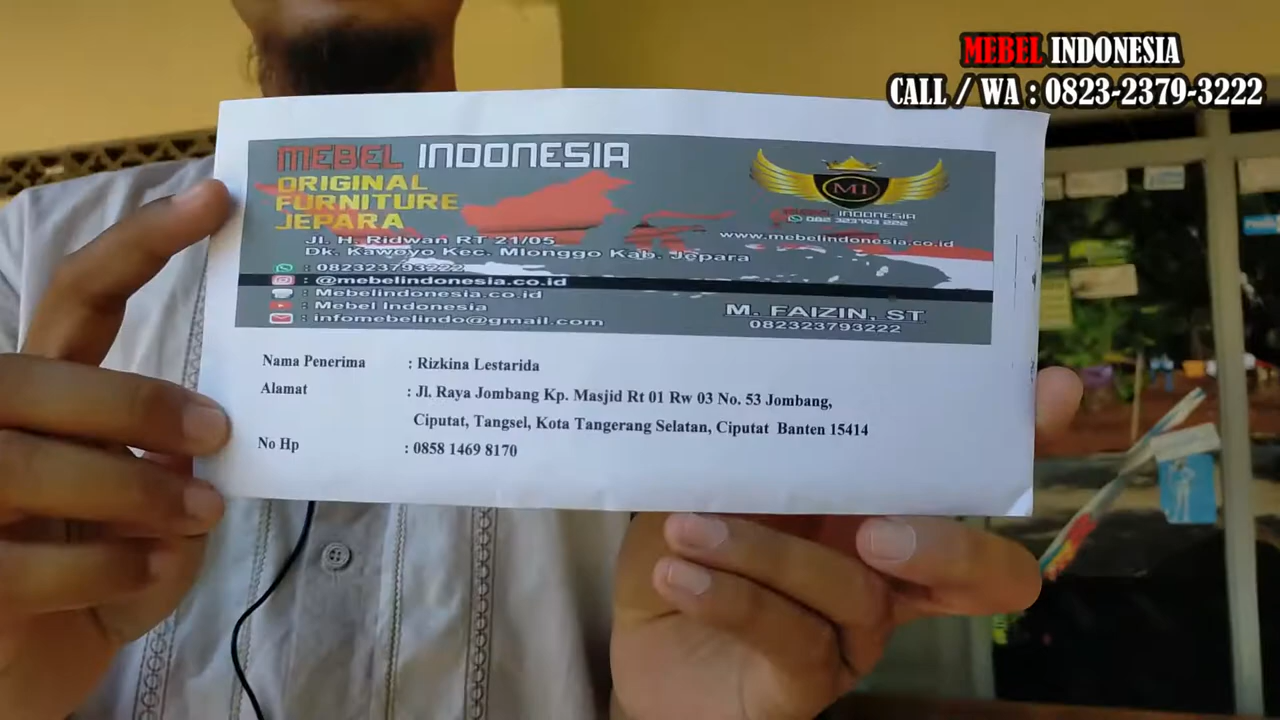 MEBEL INDONESIA
CALL / WA : 0823-2379-3222
MEBEL INDONESIA
ORIGINAL
FURNITURE
JEPARA
Jl. H. Ridwan RT 21/05
Dk. Kawoyo Kec. Mlonggo Kab. Jepara
: 082323793222
: @mebelindonesia.co.id
: Mebelindonesia.co.id
: Mebel Indonesia
: infomebelindo@gmail.com
MI
INDONESIA
www.mebelindonesia.co.id
M. FAIZIN, ST
082323793222
Nama Penerima : Rizkina Lestarida
Alamat : Jl. Raya Jombang Kp. Masjid Rt 01 Rw 03 No. 53 Jombang,
Ciputat, Tangsel, Kota Tangerang Selatan, Ciputat Banten 15414
No Hp : 0858 1469 8170